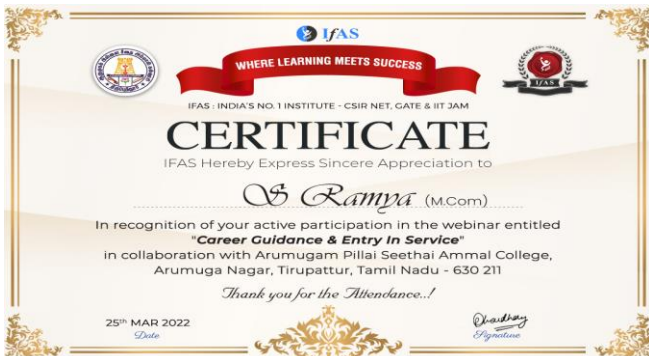 IFAS
WHERE LEARNING MEETS SUCCESS
IFAS
IFAS : INDIA'S NO. 1 INSTITUTE - CSIR NET, GATE & IIT JAM
CERTIFICATE
IFAS Hereby Express Sincere Appreciation to
S Ramya (M.Com)
In recognition of your active participation in the webinar entitled
"Career Guidance & Entry In Service"
in collaboration with Arumugam Pillai Seethai Ammal College,
Arumuga Nagar, Tirupattur, Tamil Nadu - 630 211
Thank you for the Attendance..!
25th MAR 2022
Date
Signature